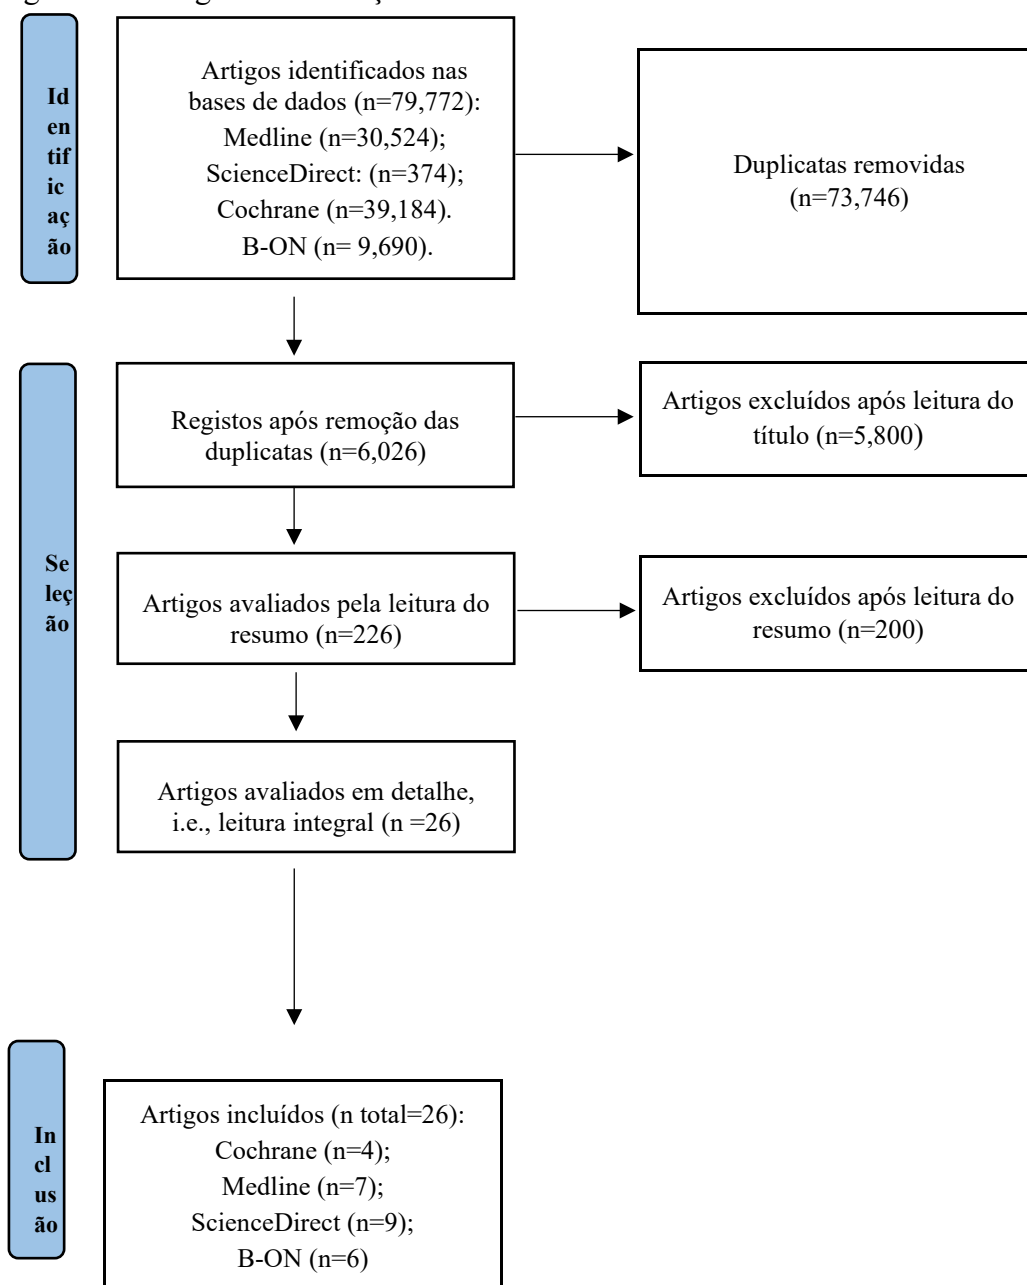 Id
en
tif
ic
aç
ão
Artigos identificados nas
bases de dados (n=79,772):
Medline (n=30,524);
ScienceDirect: (n=374);
Cochrane (n=39,184).
B-ON (n= 9,690).
Duplicatas removidas
(n=73,746)
Se
leç
ão
Registos após remoção das
duplicatas (n=6,026)
Artigos excluídos após leitura do
título (n=5,800)
Artigos avaliados pela leitura do
resumo (n=226)
Artigos excluídos após leitura do
resumo (n=200)
Artigos avaliados em detalhe,
i.e., leitura integral (n =26)
In
cl
us
ão
Artigos incluídos (n total=26):
Cochrane (n=4);
Medline (n=7);
ScienceDirect (n=9);
B-ON (n=6)